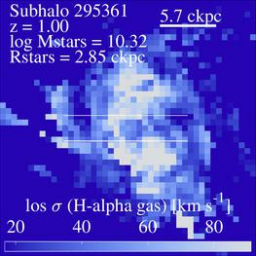 Subhalo 295361
5.7 ckpc
z = 1.00
log Mstars = 10.32
Rstars = 2.85 ckpc
los σ (H-alpha gas) [km s⁻¹]
20 40 60 80